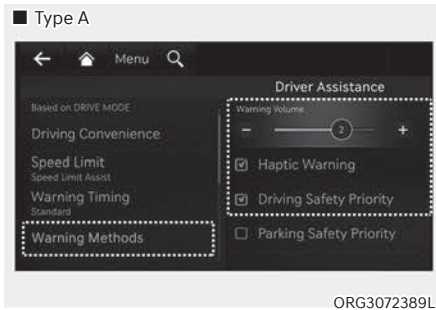 ■ Type A
Menu
Driver Assistance
Based on DRIVE MODE
Driving Convenience
Speed Limit
Speed Limit Assist
Warning Timing
Standard
Warning Methods
Warning Volume
− 2 +
Haptic Warning
Driving Safety Priority
Parking Safety Priority
ORG3072389L